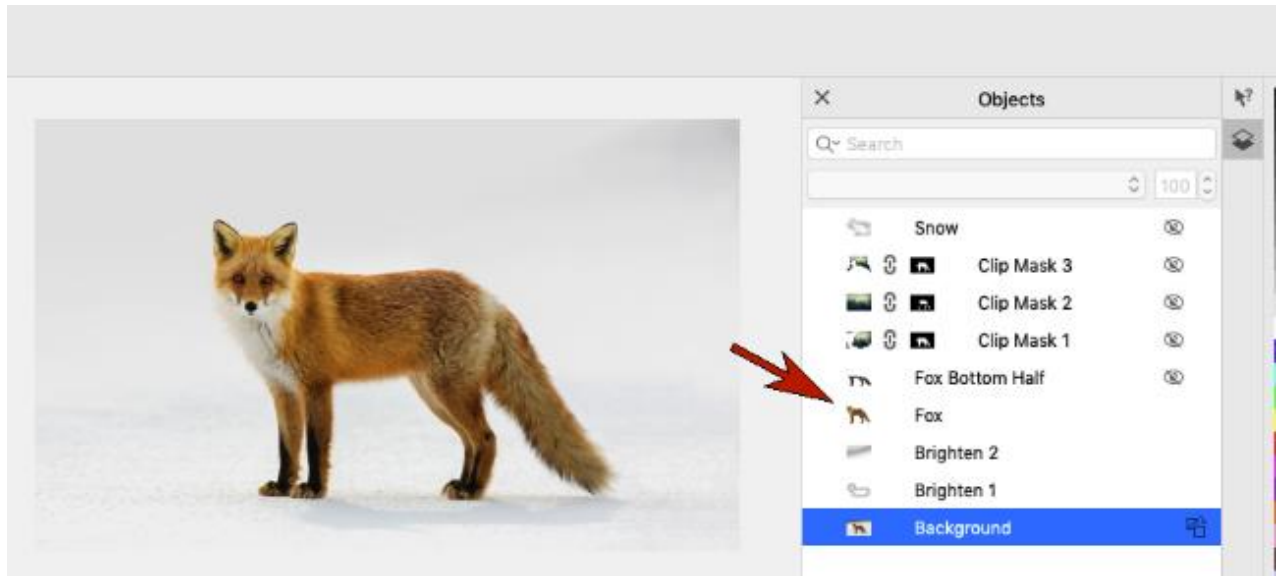 Objects
Search
100
Snow
Clip Mask 3
Clip Mask 2
Clip Mask 1
Fox Bottom Half
Fox
Brighten 2
Brighten 1
Background